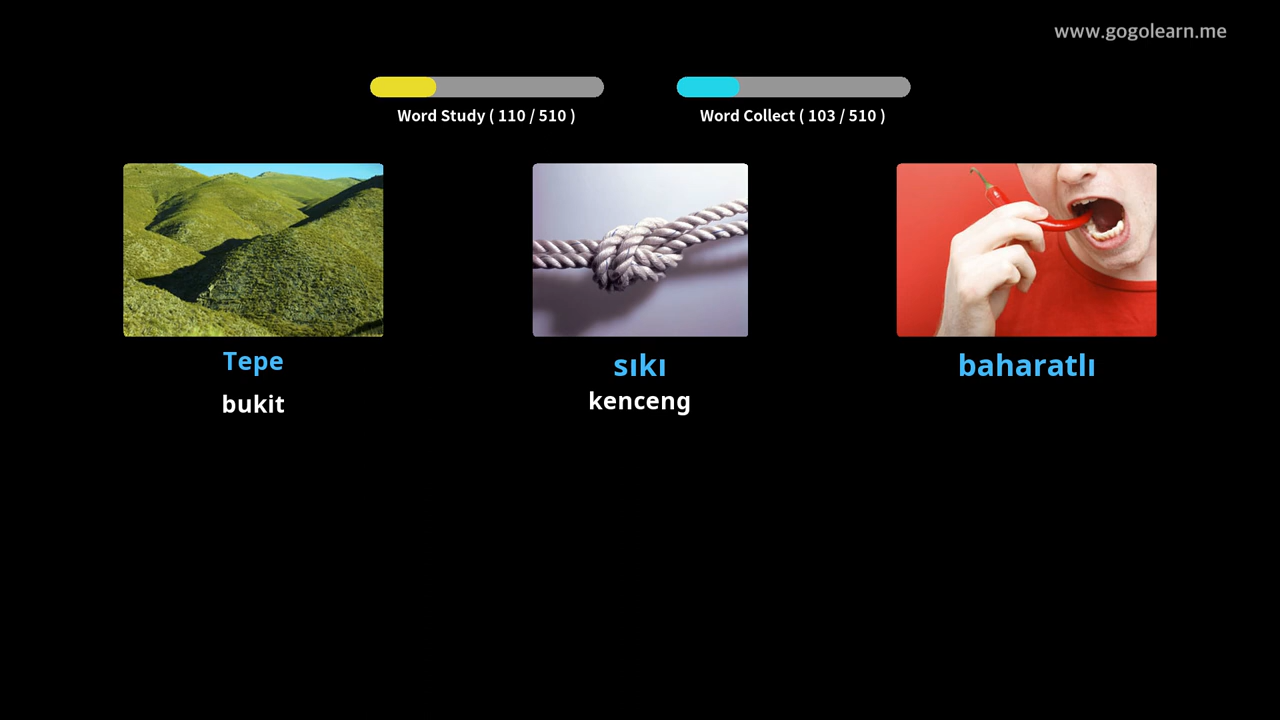 www.gogolearn.me
Word Study ( 110 / 510 )
Word Collect ( 103 / 510 )
Tepe
bukit
sıkı
kenceng
baharatlı